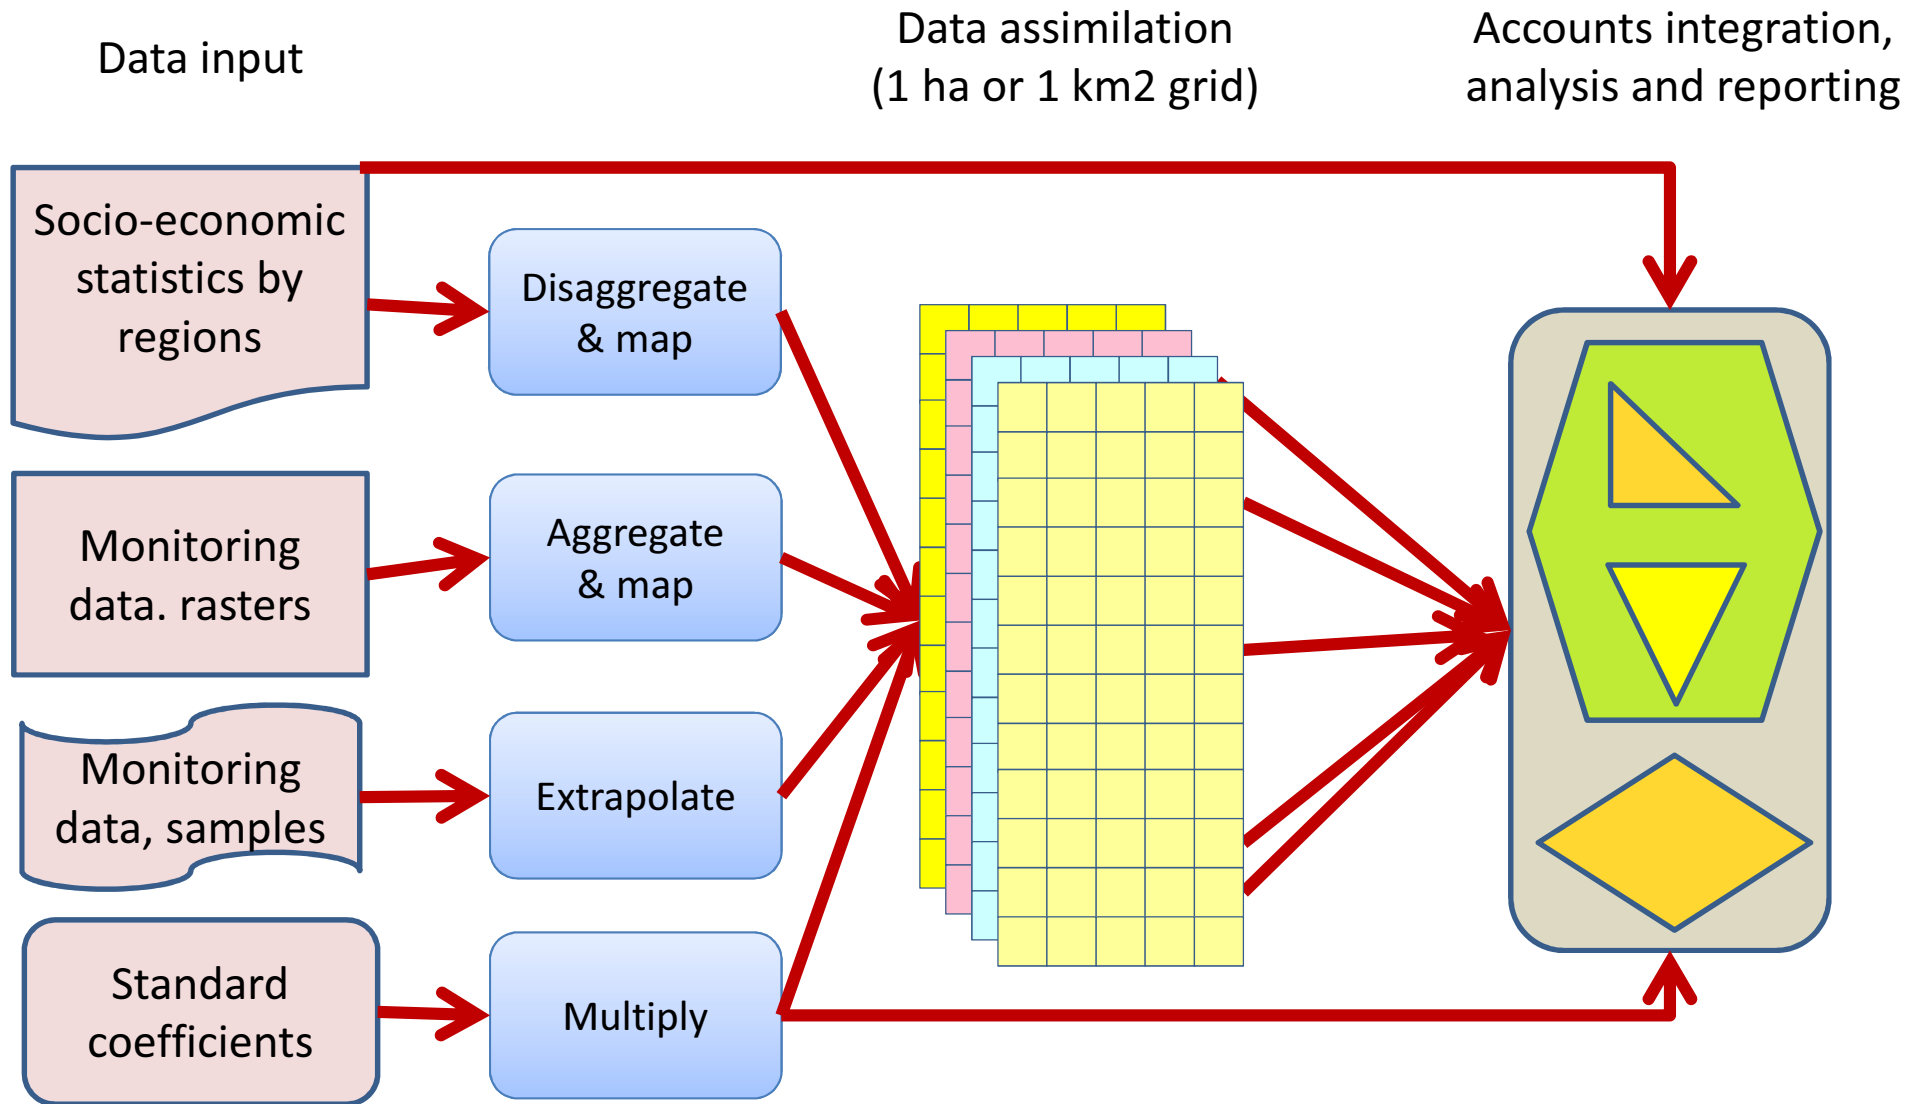 Data input
Data assimilation
(1 ha or 1 km2 grid)
Accounts integration,
analysis and reporting
Socio-economic
statistics by
regions
Disaggregate
& map
Monitoring
data. rasters
Aggregate
& map
Monitoring
data, samples
Extrapolate
Standard
coefficients
Multiply